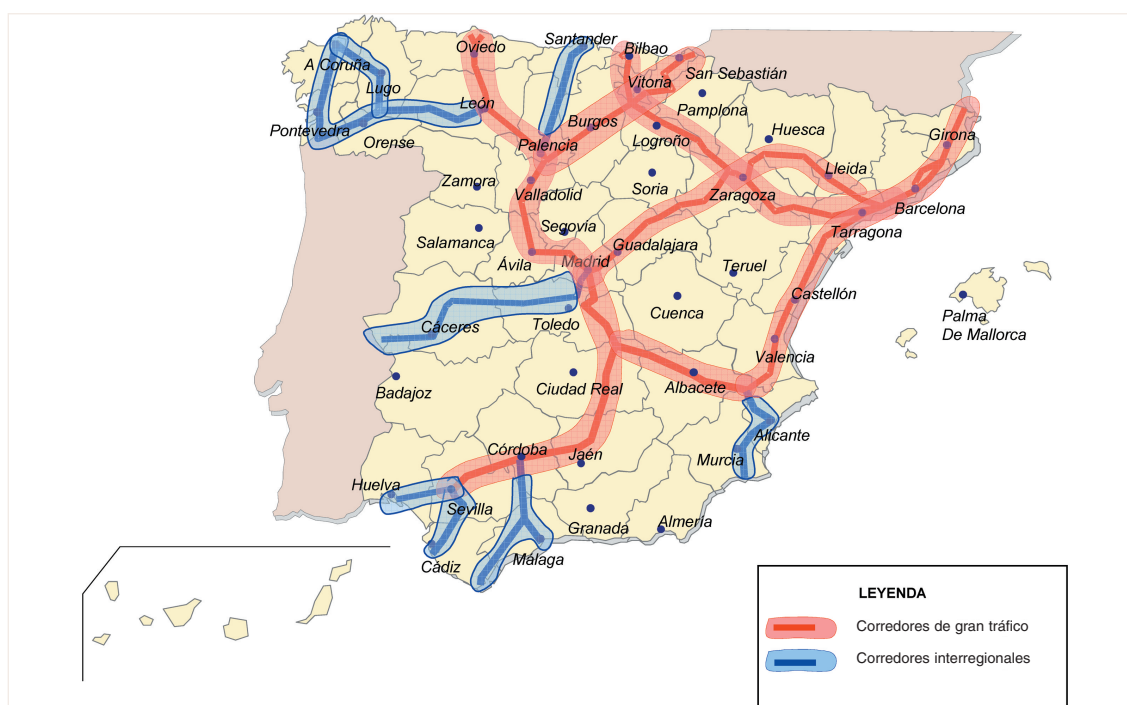 Santander
Oviedo
Bilbao
A Coruña
San Sebastián
Lugo
Vitoria
León
Pamplona
Burgos
Pontevedra
Huesca
Girona
Orense
Palencia
Logroño
Lleida
Zamora
Valladolid
Soria
Zaragoza
Barcelona
Segovia
Tarragona
Salamanca
Guadalajara
Ávila
Madrid
Teruel
Castellón
Cuenca
Palma
De Mallorca
Toledo
Cáceres
Valencia
Badajoz
Ciudad Real
Albacete
Alicante
Córdoba
Jaén
Murcia
Huelva
Sevilla
Granada
Almería
Málaga
Cádiz
LEYENDA
Corredores de gran tráfico
Corredores interregionales